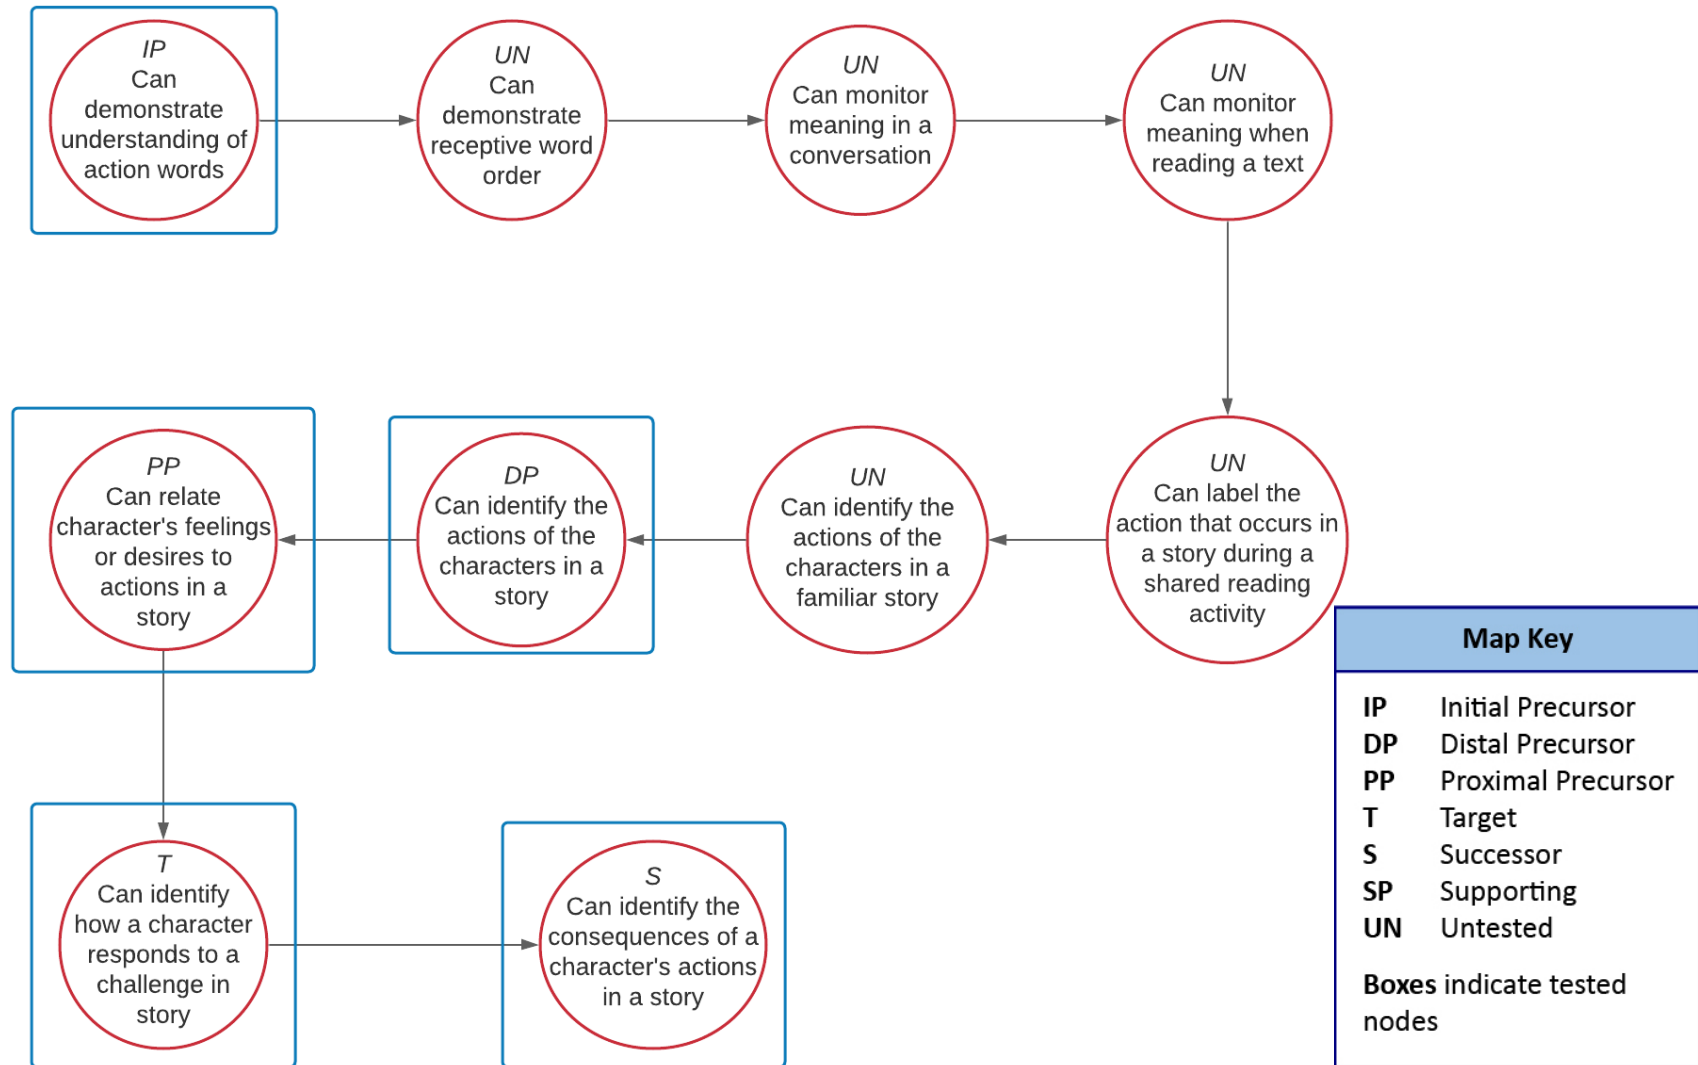 IP
Can
demonstrate
understanding of
action words
UN
Can
demonstrate
receptive word
order
UN
Can monitor
meaning in a
conversation
UN
Can monitor
meaning when
reading a text
PP
Can relate
character's feelings
or desires to
actions in a
story
DP
Can identify the
actions of the
characters in a
story
UN
Can identify the
actions of the
characters in a
familiar story
UN
Can label the
action that occurs in
a story during a
shared reading
activity
T
Can identify
how a character
responds to a
challenge in
story
S
Can identify the
consequences of a
character's actions
in a story
Map Key
IP Initial Precursor
DP Distal Precursor
PP Proximal Precursor
T Target
S Successor
SP Supporting
UN Untested
Boxes indicate tested
nodes